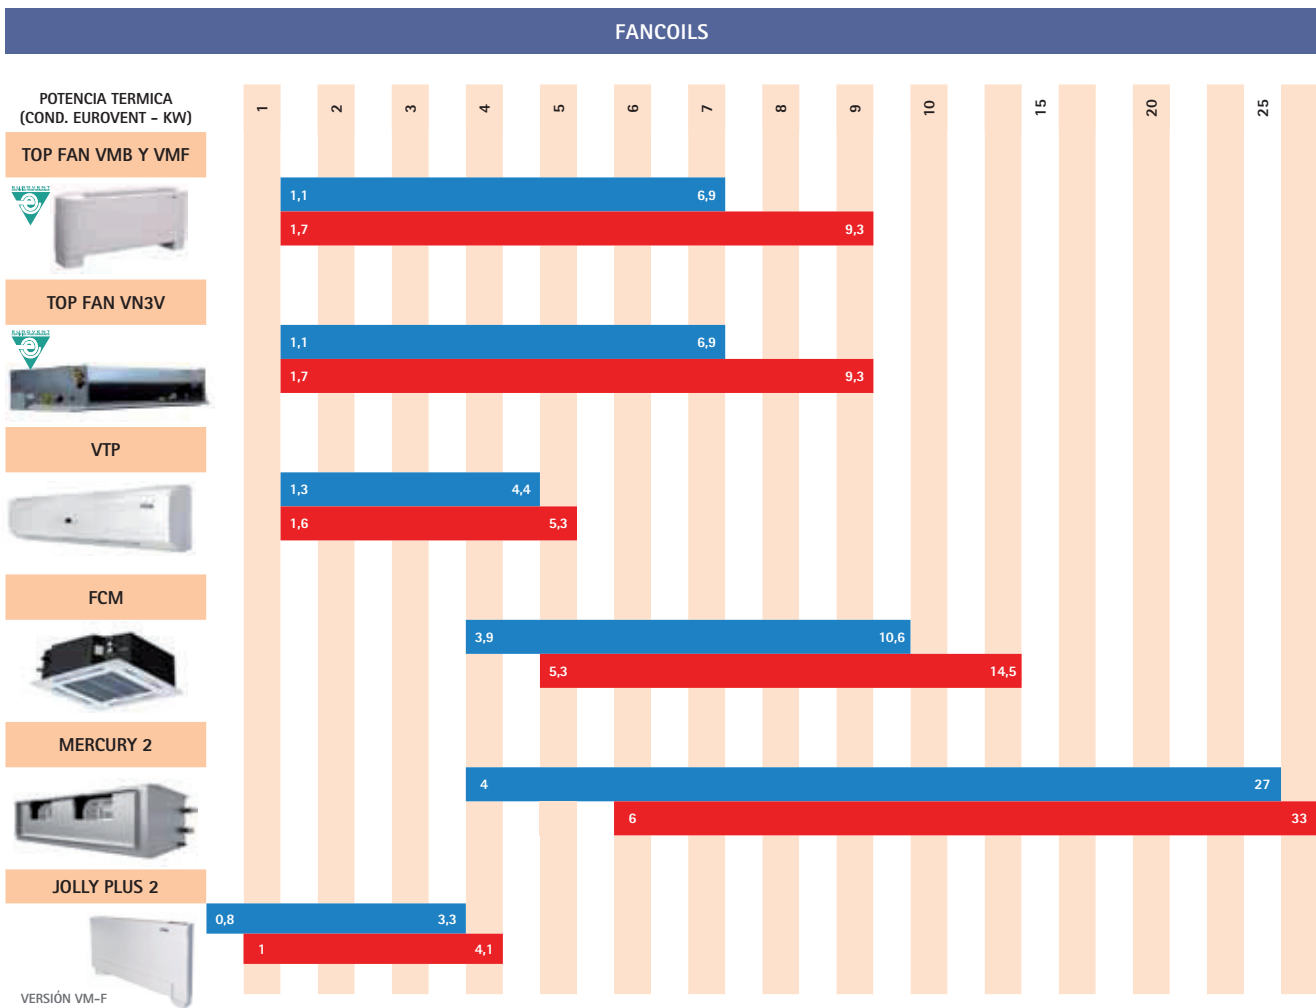 FANCOILS
POTENCIA TERMICA
(COND. EUROVENT - KW)
1 2 3 4 5 6 7 8 9 10 15 20 25
TOP FAN VMB Y VMF
EUROVENT
1,1 6,9
1,7 9,3
TOP FAN VN3V
EUROVENT
1,1 6,9
1,7 9,3
VTP
1,3 4,4
1,6 5,3
FCM
3,9 10,6
5,3 14,5
MERCURY 2
4 27
6 33
JOLLY PLUS 2
0,8 3,3
1 4,1
VERSIÓN VM-F